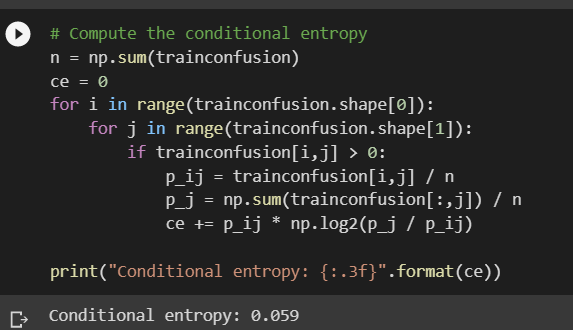 # Compute the conditional entropy
n = np.sum(trainconfusion)
ce = 0
for i in range(trainconfusion.shape[0]):
    for j in range(trainconfusion.shape[1]):
        if trainconfusion[i,j] > 0:
            p_ij = trainconfusion[i,j] / n
            p_j = np.sum(trainconfusion[:,j]) / n
            ce += p_ij * np.log2(p_j / p_ij)

print("Conditional entropy: {:.3f}".format(ce))
Conditional entropy: 0.059